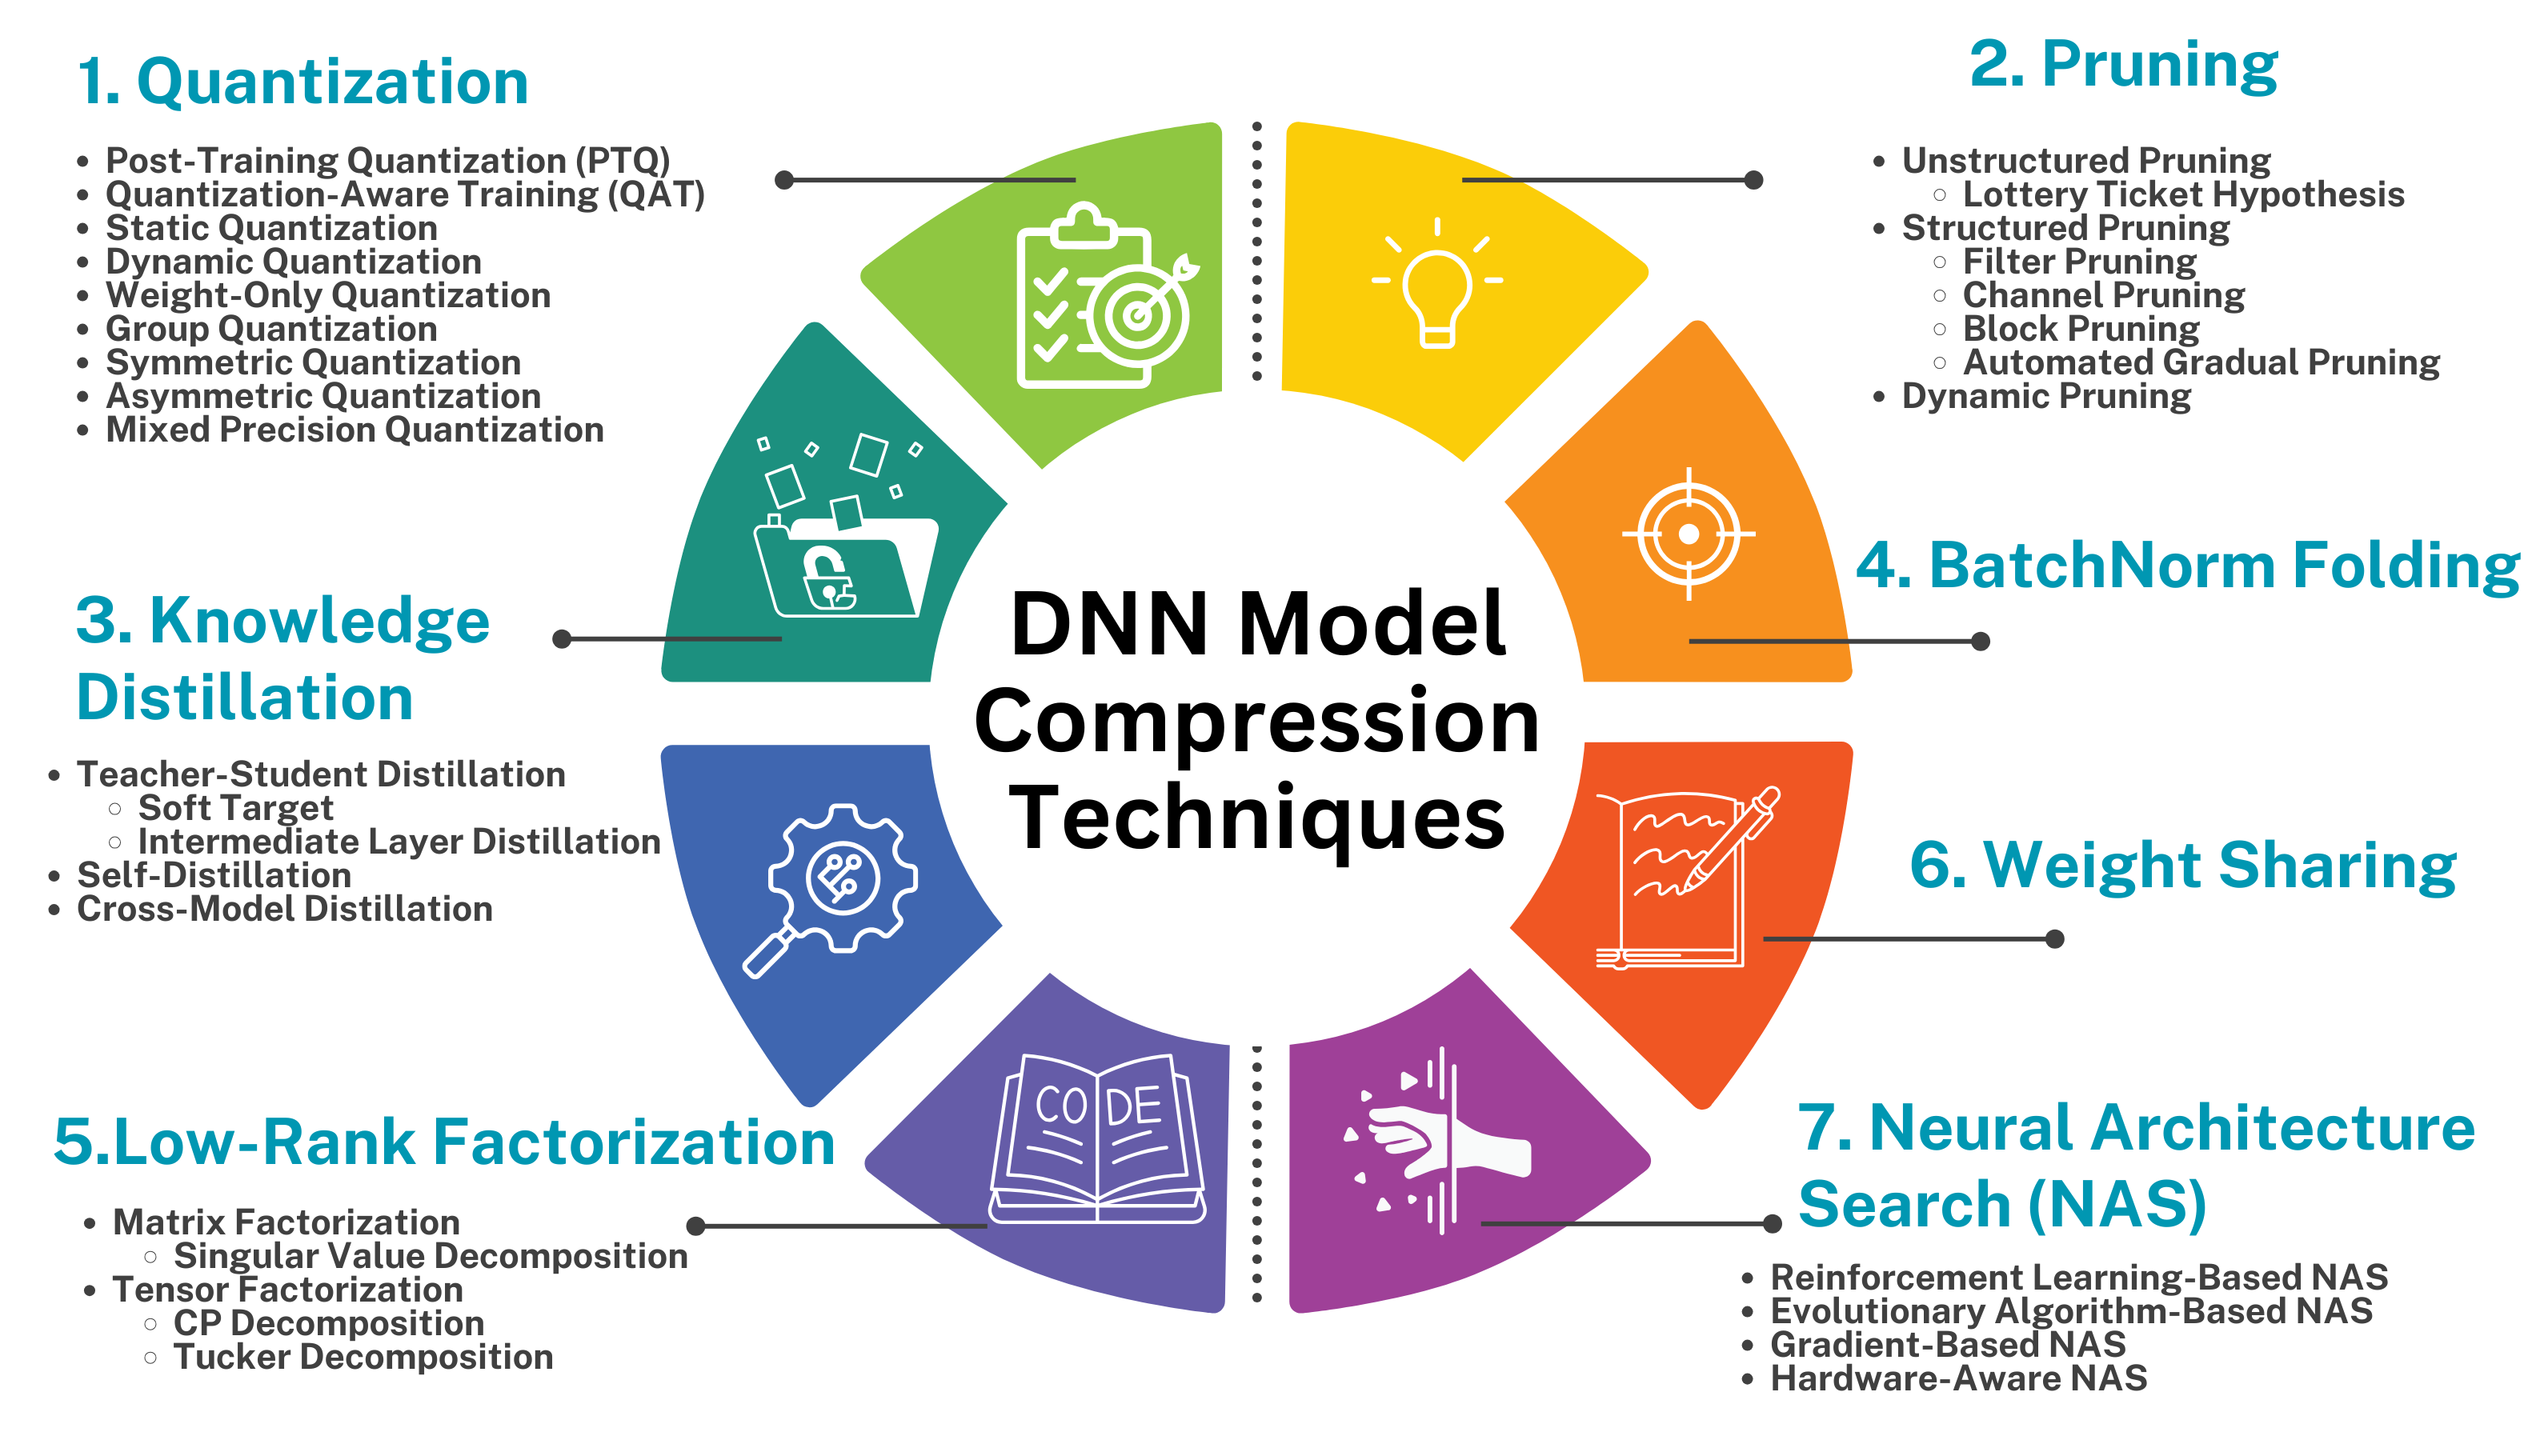 1. Quantization
Post-Training Quantization (PTQ)
Quantization-Aware Training (QAT)
Static Quantization
Dynamic Quantization
Weight-Only Quantization
Group Quantization
Symmetric Quantization
Asymmetric Quantization
Mixed Precision Quantization
2. Pruning
Unstructured Pruning
Lottery Ticket Hypothesis
Structured Pruning
Filter Pruning
Channel Pruning
Block Pruning
Automated Gradual Pruning
Dynamic Pruning
3. Knowledge
Distillation
Teacher-Student Distillation
Soft Target
Intermediate Layer Distillation
Self-Distillation
Cross-Model Distillation
DNN Model
Compression
Techniques
4. BatchNorm Folding
5.Low-Rank Factorization
Matrix Factorization
Singular Value Decomposition
Tensor Factorization
CP Decomposition
Tucker Decomposition
CODE
6. Weight Sharing
7. Neural Architecture
Search (NAS)
Reinforcement Learning-Based NAS
Evolutionary Algorithm-Based NAS
Gradient-Based NAS
Hardware-Aware NAS